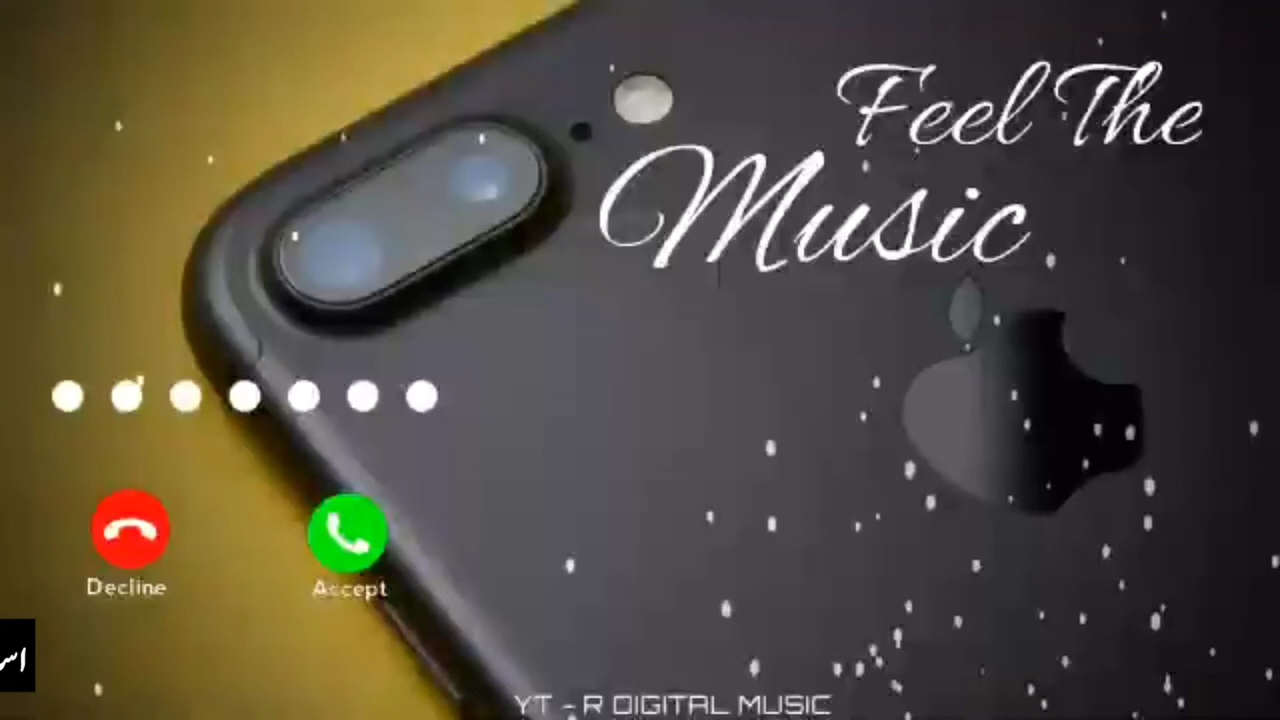 Feel The
Music
Decline
Accept
YT - R DIGITAL MUSIC